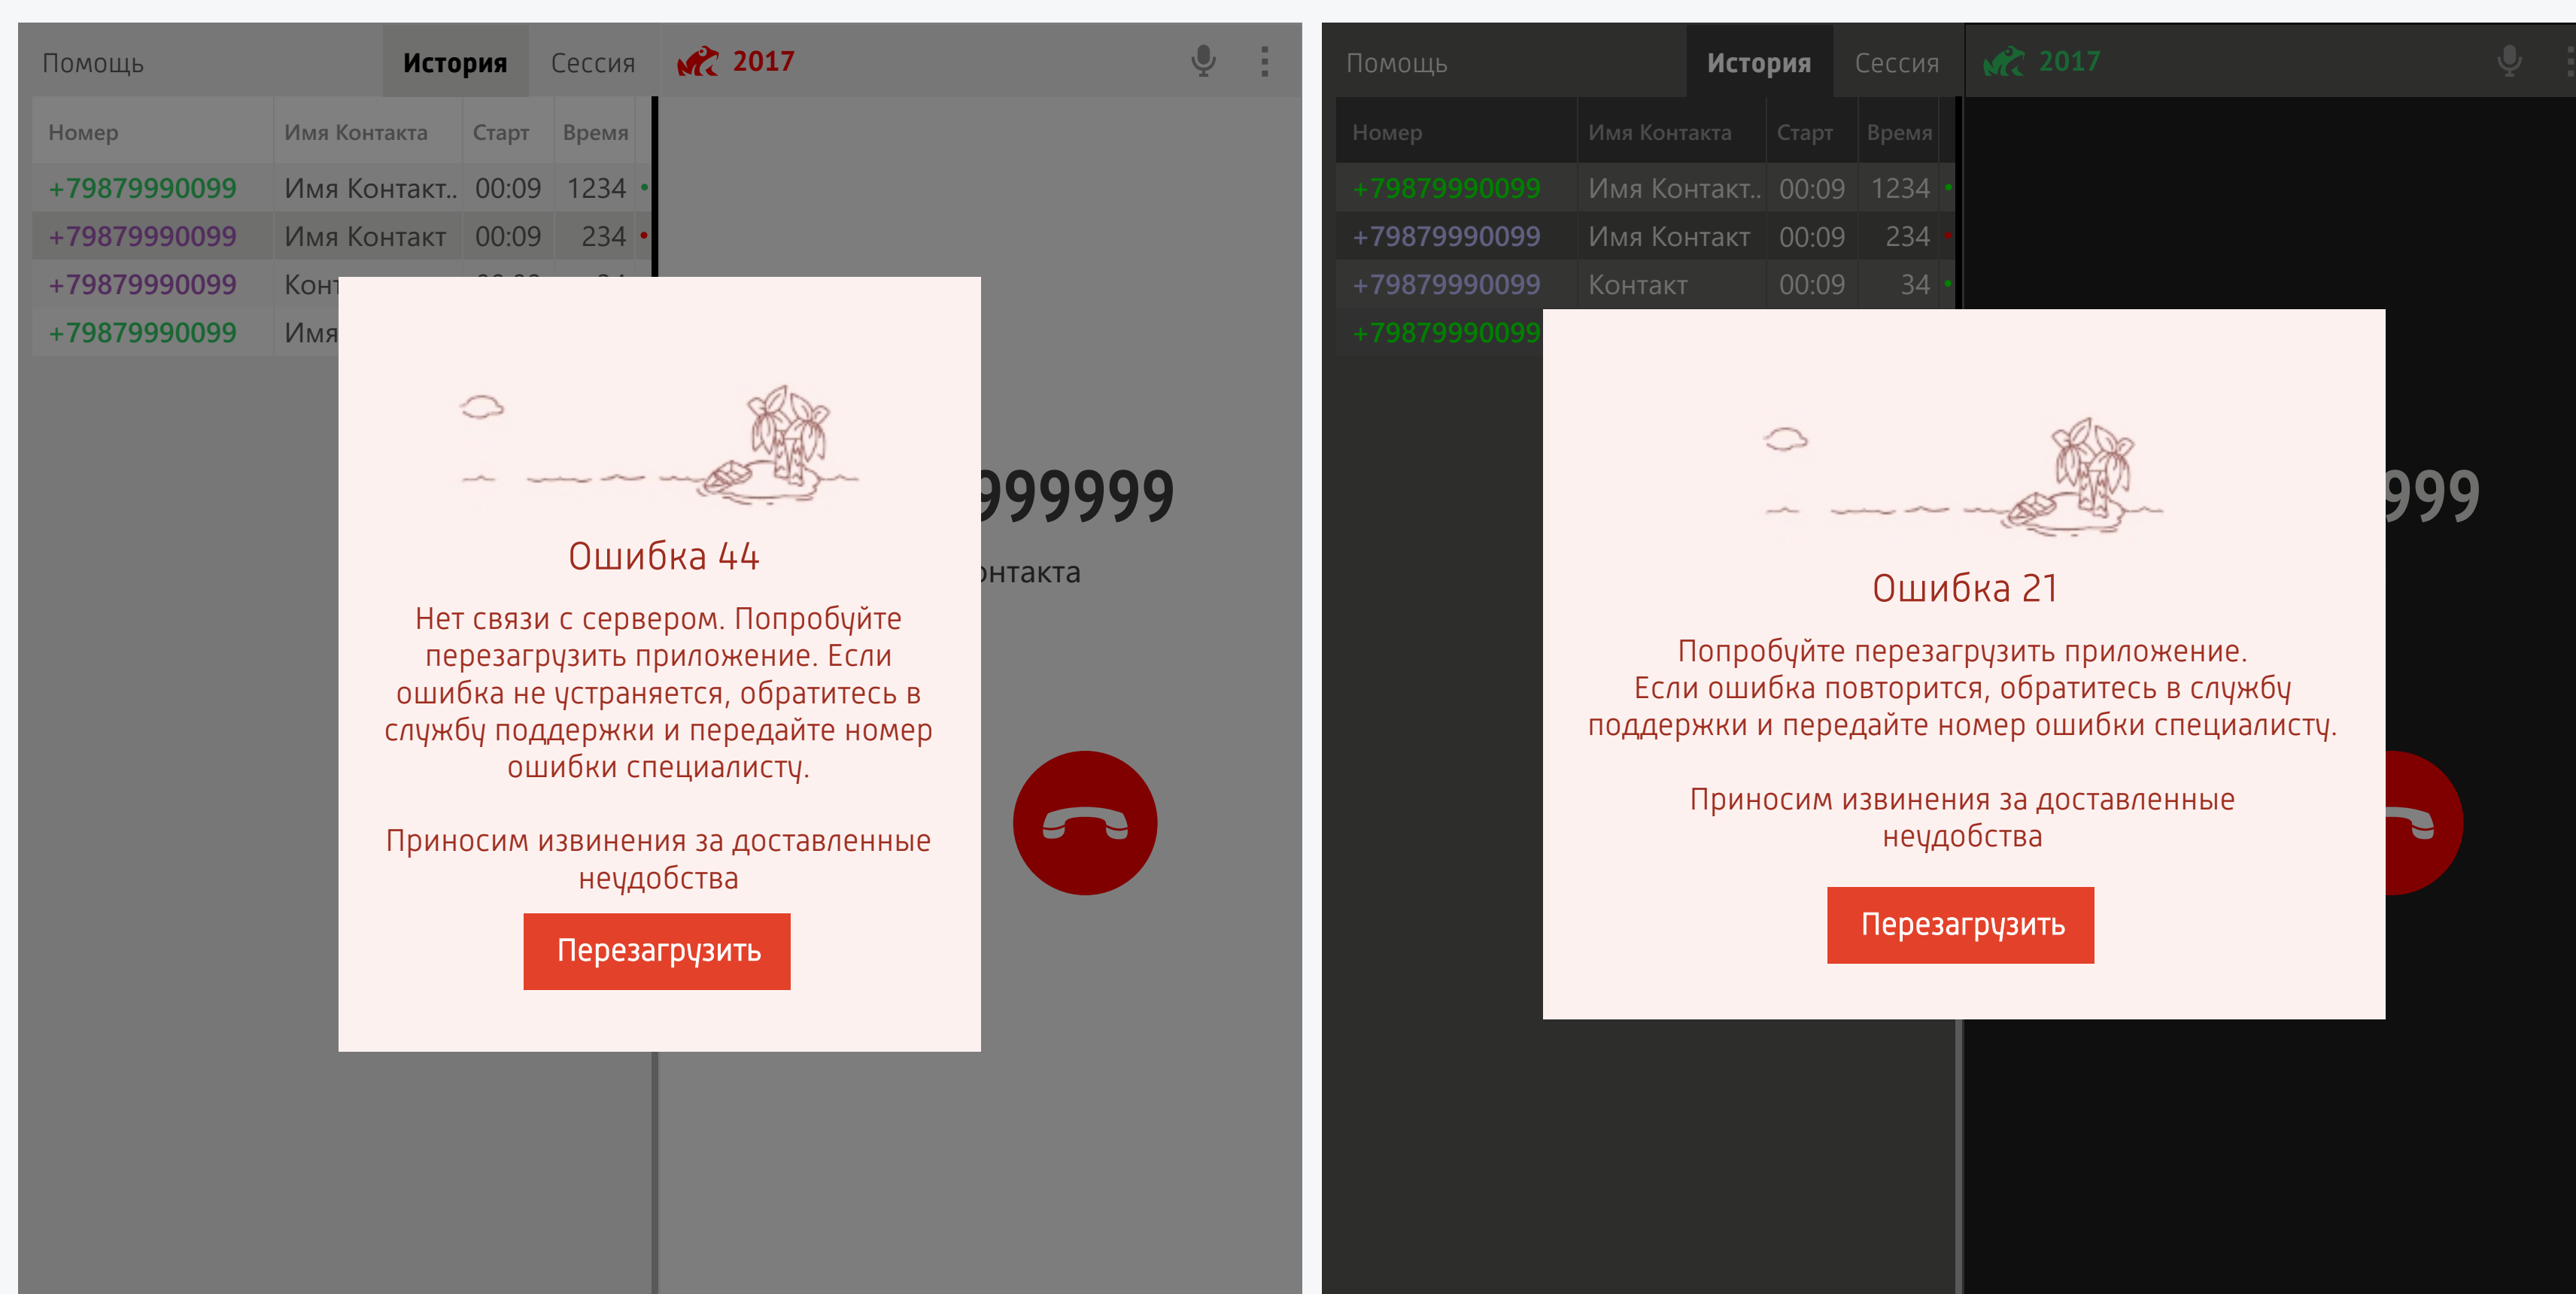 Помощь История Сессия 2017
Номер Имя Контакта Старт Время
+79879990099 Имя Контакт.. 00:09 1234
+79879990099 Имя Контакт 00:09 234
+79879990099
+79879990099 Имя
999999
Ошибка 44
Нет связи с сервером. Попробуйте
перезагрузить приложение. Если
ошибка не устраняется, обратитесь в
службу поддержки и передайте номер
ошибки специалисту.
Приносим извинения за доставленные
неудобства
Перезагрузить
Помощь История Сессия 2017
Номер Имя Контакта Старт Время
+79879990099 Имя Контакт.. 00:09 1234
+79879990099 Имя Контакт 00:09 234
+79879990099 Контакт 00:09 34
+79879990099
999
Ошибка 21
Попробуйте перезагрузить приложение.
Если ошибка повторится, обратитесь в службу
поддержки и передайте номер ошибки специалисту.
Приносим извинения за доставленные
неудобства
Перезагрузить